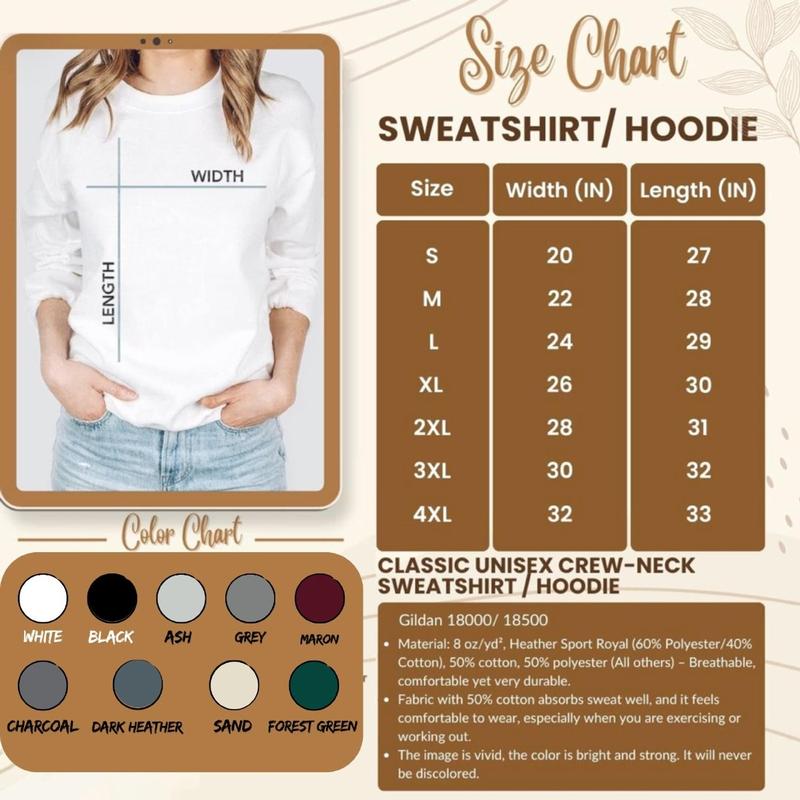 Size Chart
SWEATSHIRT/ HOODIE
WIDTH
LENGTH
Size Width (IN) Length (IN)
S 20 27
M 22 28
L 24 29
XL 26 30
2XL 28 31
3XL 30 32
4XL 32 33
Color Chart
WHITE BLACK ASH GREY MARON
CHARCOAL DARK HEATHER SAND FOREST GREEN
CLASSIC UNISEX CREW-NECK
SWEATSHIRT / HOODIE
Gildan 18000/ 18500
• Material: 8 oz/yd², Heather Sport Royal (60% Polyester/40%
Cotton), 50% cotton, 50% polyester (All others) – Breathable,
comfortable yet very durable.
• Fabric with 50% cotton absorbs sweat well, and it feels
comfortable to wear, especially when you are exercising or
working out.
• The image is vivid, the color is bright and strong. It will never
be discolored.